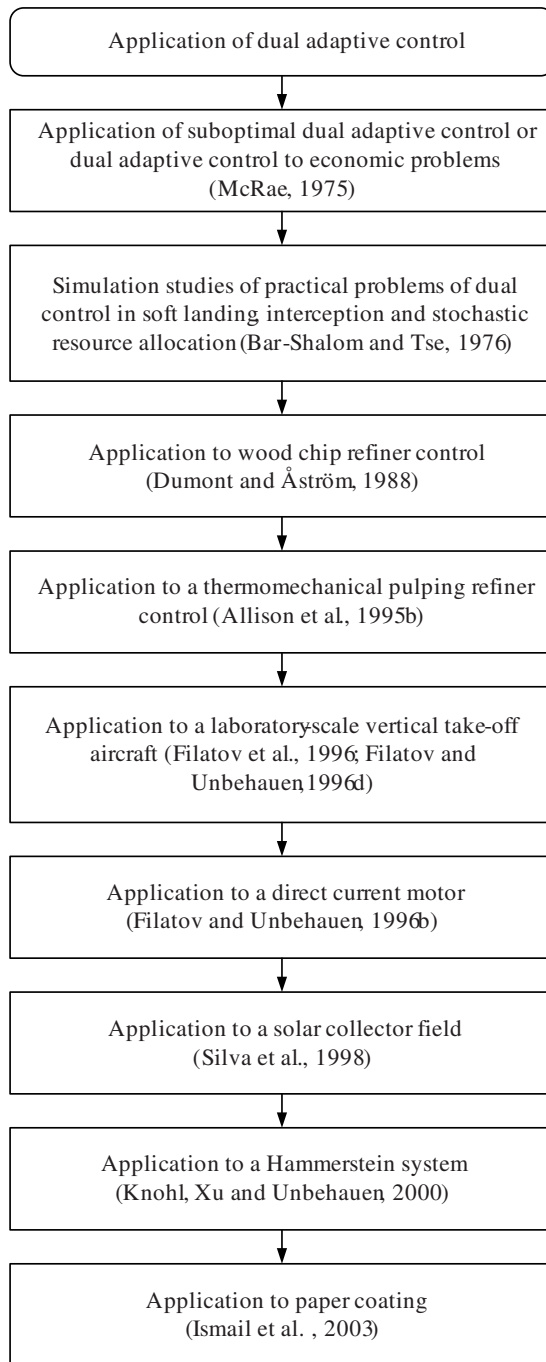 Application of dual adaptive control
Application of suboptimal dual adaptive control or
dual adaptive control to economic problems
(McRae, 1975)
Simulation studies of practical problems of dual
control in soft landing, interception and stochastic
resource allocation (Bar-Shalom and Tse, 1976)
Application to wood chip refiner control
(Dumont and Åström, 1988)
Application to a thermomechanical pulping refiner
control (Allison et al., 1995b)
Application to a laboratory-scale vertical take-off
aircraft (Filatov et al., 1996; Filatov and
Unbehauen, 1996d)
Application to a direct current motor
(Filatov and Unbehauen, 1996b)
Application to a solar collector field
(Silva et al., 1998)
Application to a Hammerstein system
(Knohl, Xu and Unbehauen, 2000)
Application to paper coating
(Ismail et al. , 2003)